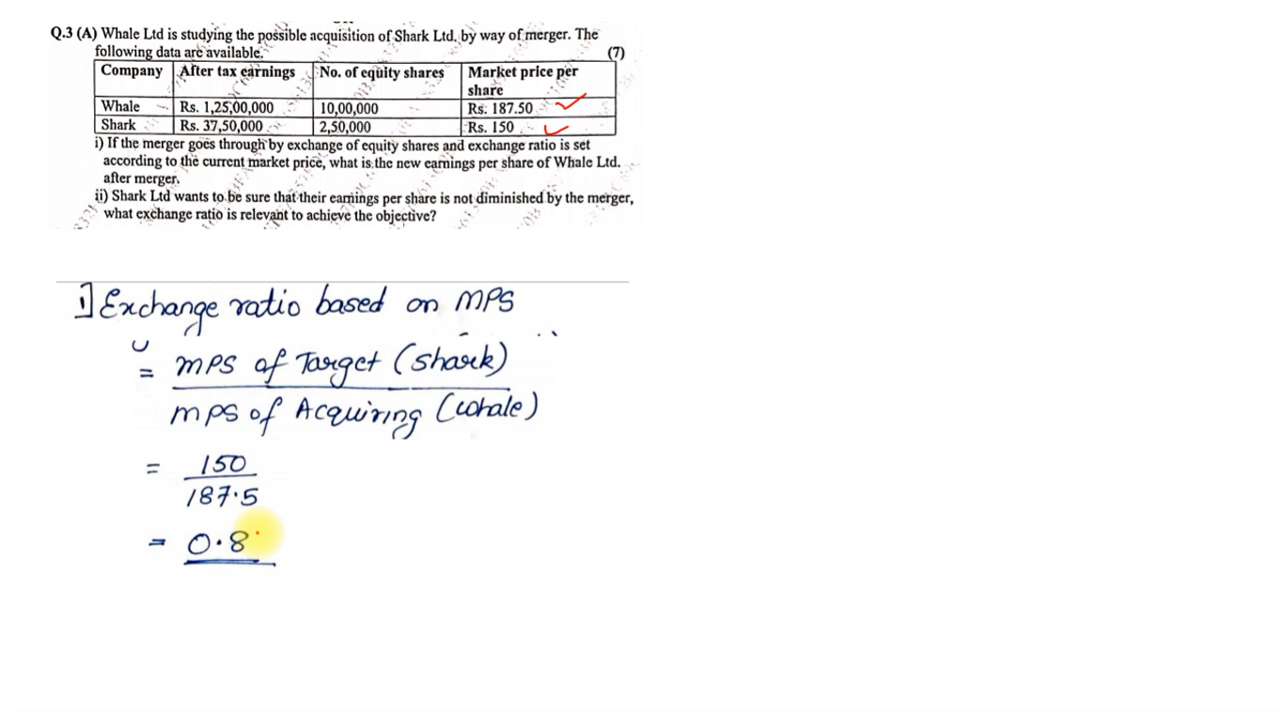 Q.3 (A) Whale Ltd is studying the possible acquisition of Shark Ltd. by way of merger. The
following data are available. (7)
Company After tax earnings No. of equity shares Market price per
share
Whale Rs. 1,25,00,000 10,00,000 Rs. 187.50
Shark Rs. 37,50,000 2,50,000 Rs. 150
i) If the merger goes through by exchange of equity shares and exchange ratio is set
according to the current market price, what is the new earnings per share of Whale Ltd.
after merger.
ii) Shark Ltd wants to be sure that their earnings per share is not diminished by the merger,
what exchange ratio is relevant to achieve the objective?
i] Exchange ratio based on MPS
= MPS of Target (Shark)
MPS of Acquiring (Whale)
= 150
187.5
= 0.8